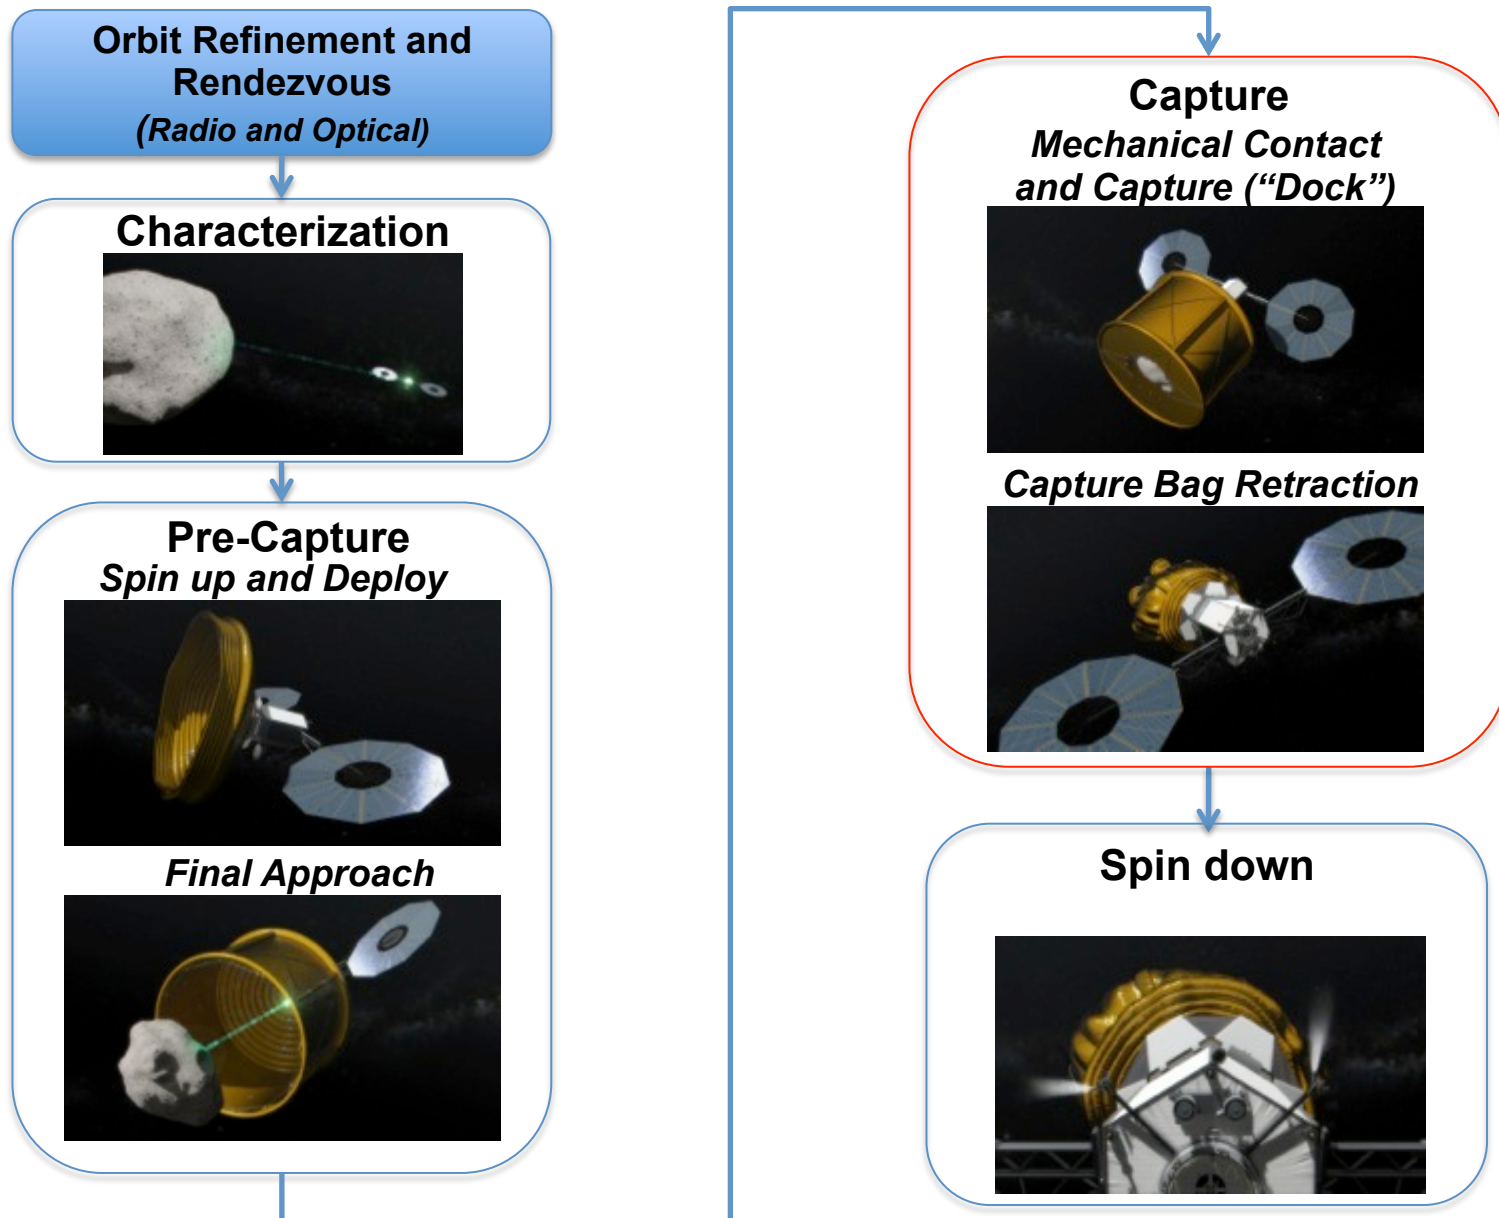 Orbit Refinement and
Rendezvous
(Radio and Optical)
Characterization
Pre-Capture
Spin up and Deploy
Final Approach
Capture
Mechanical Contact
and Capture (“Dock”)
Capture Bag Retraction
Spin down